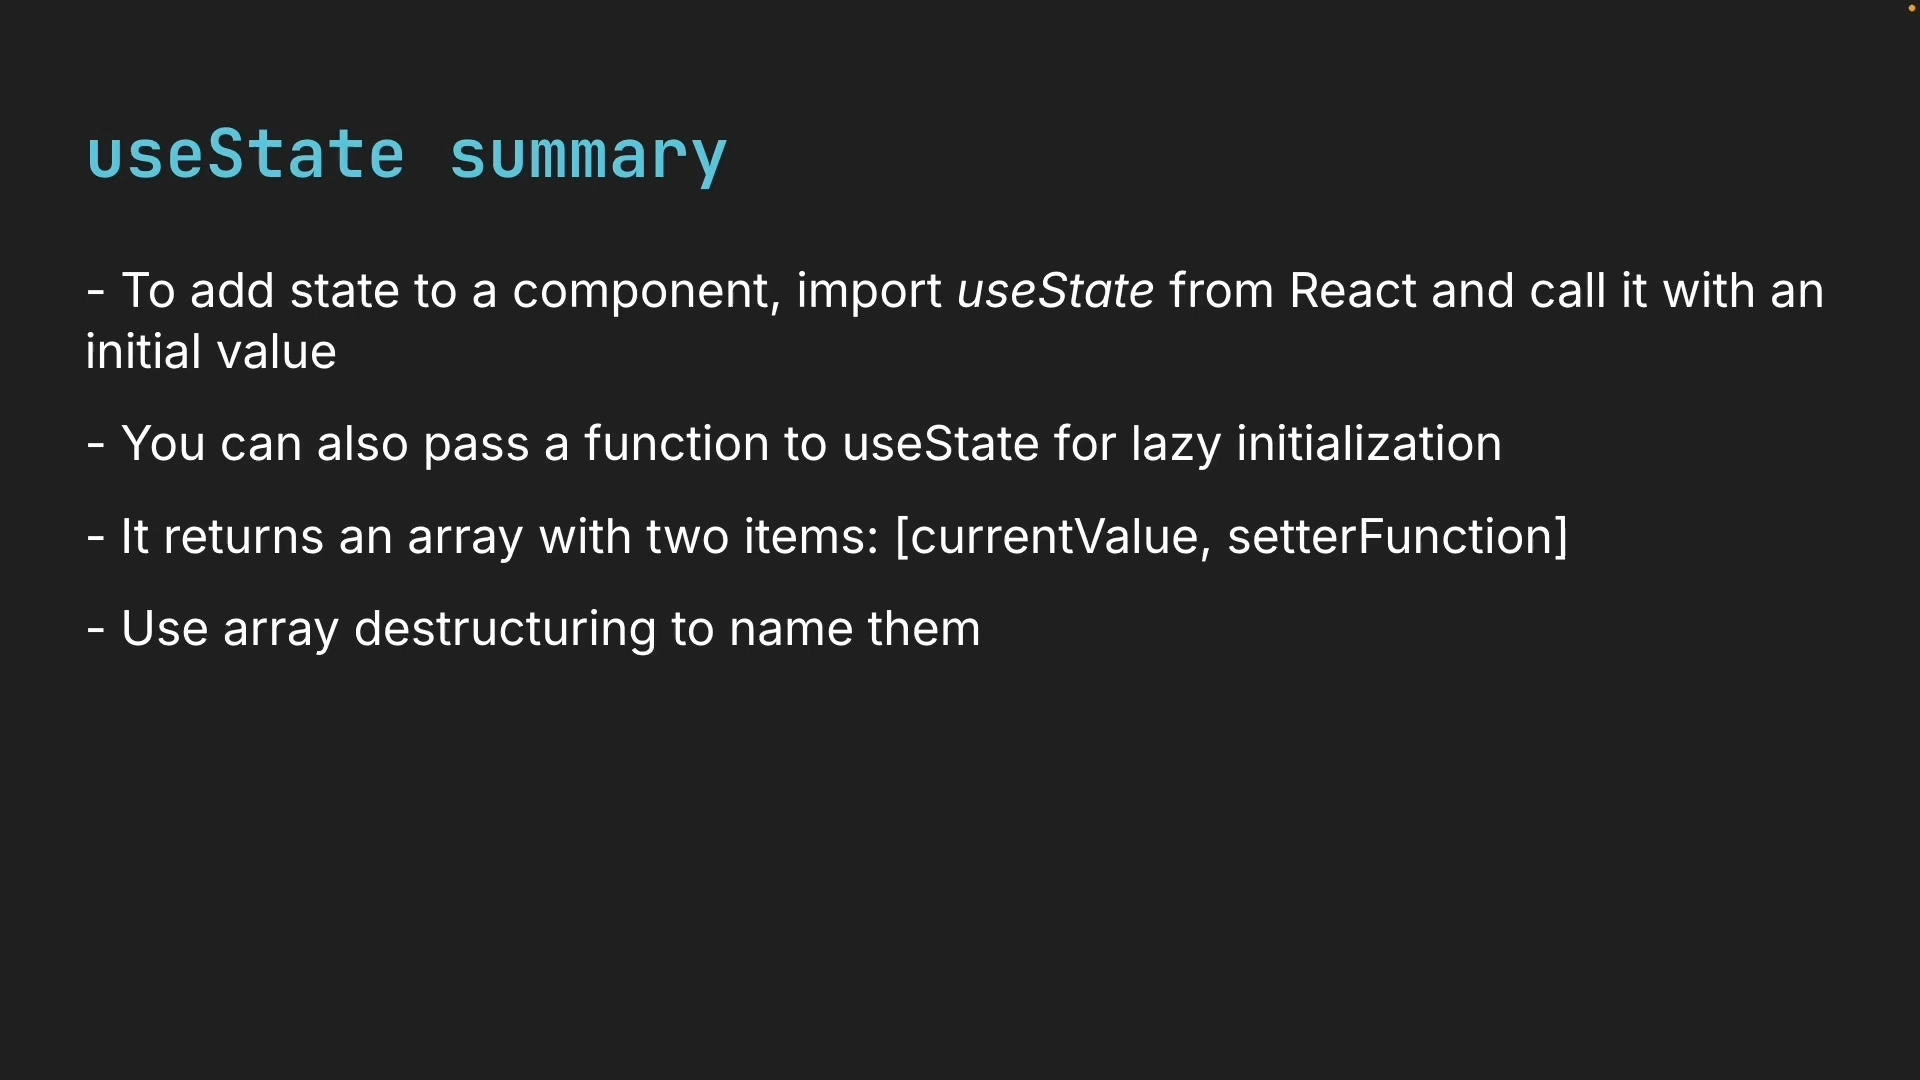 useState summary
- To add state to a component, import useState from React and call it with an
initial value
- You can also pass a function to useState for lazy initialization
- It returns an array with two items: [currentValue, setterFunction]
- Use array destructuring to name them